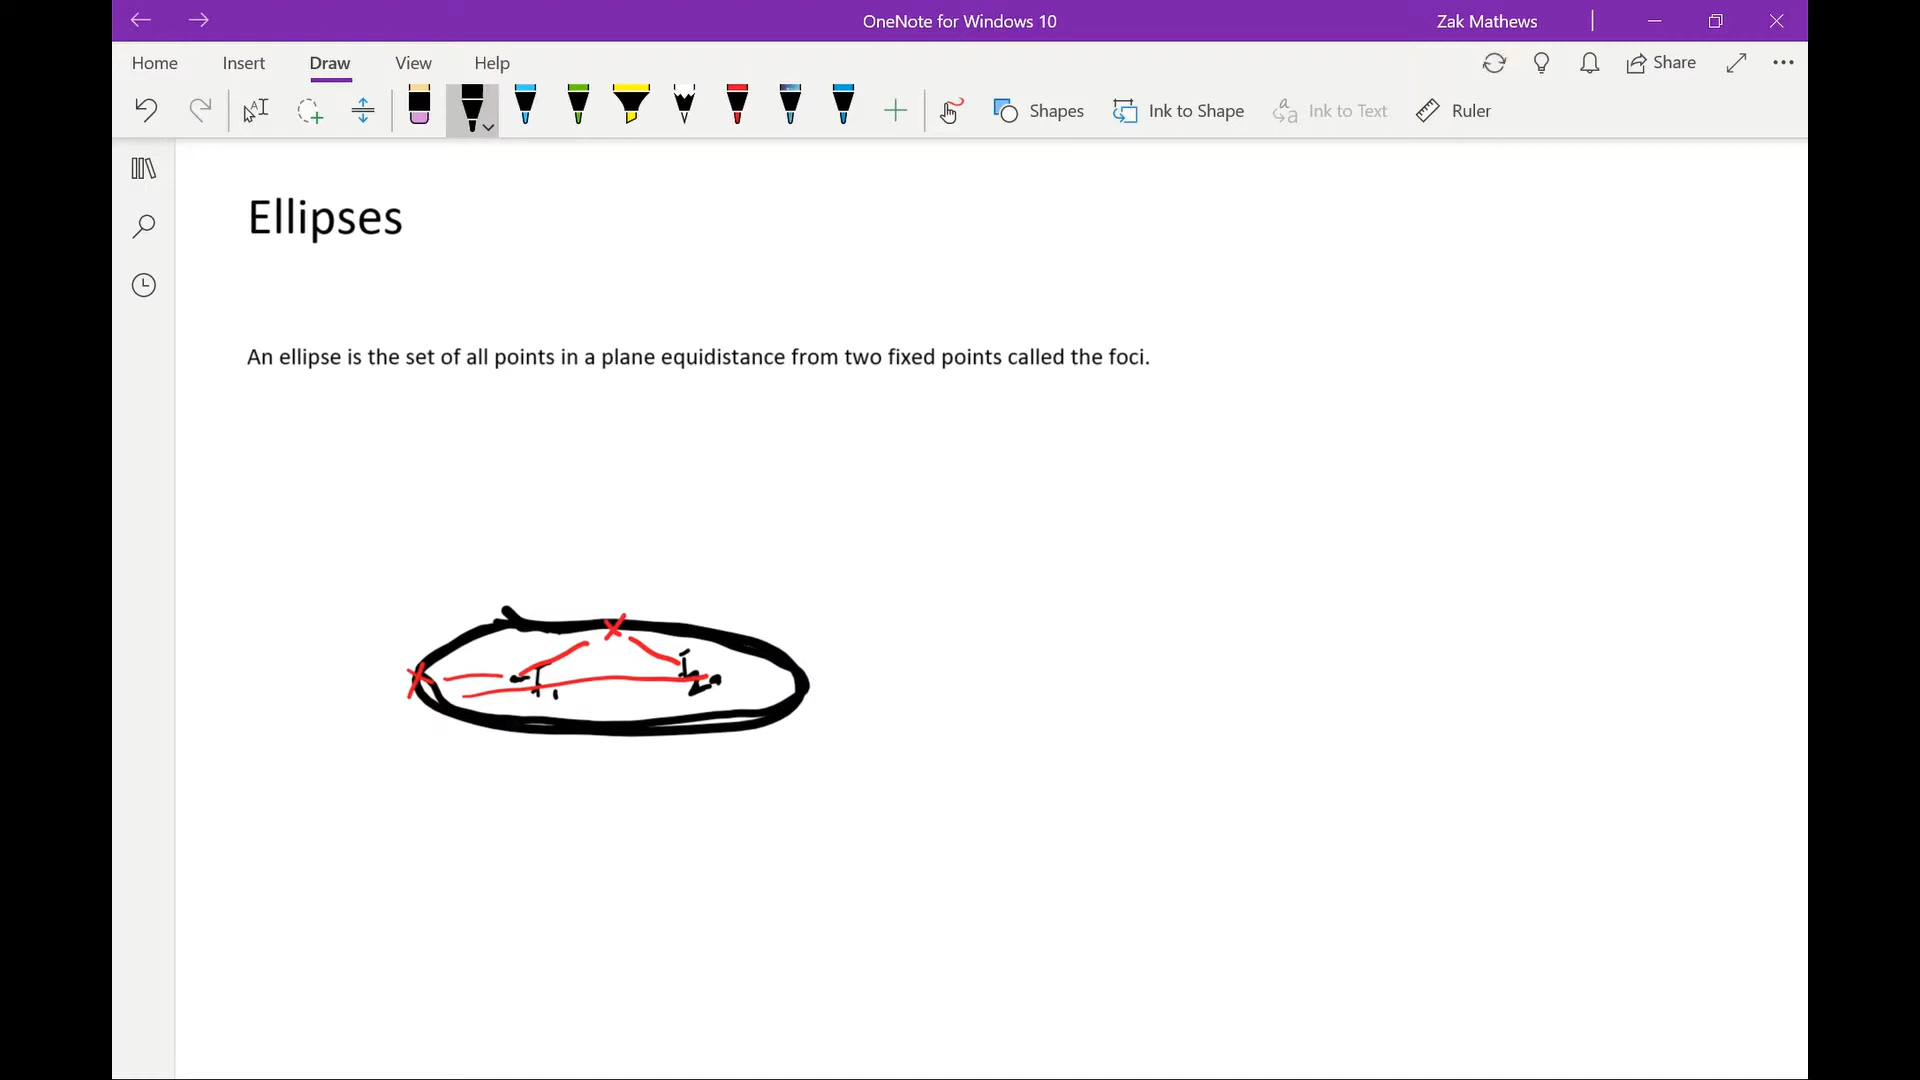 OneNote for Windows 10
Zak Mathews
Home Insert Draw View Help
Share
Shapes Ink to Shape Ink to Text Ruler
Ellipses
An ellipse is the set of all points in a plane equidistance from two fixed points called the foci.